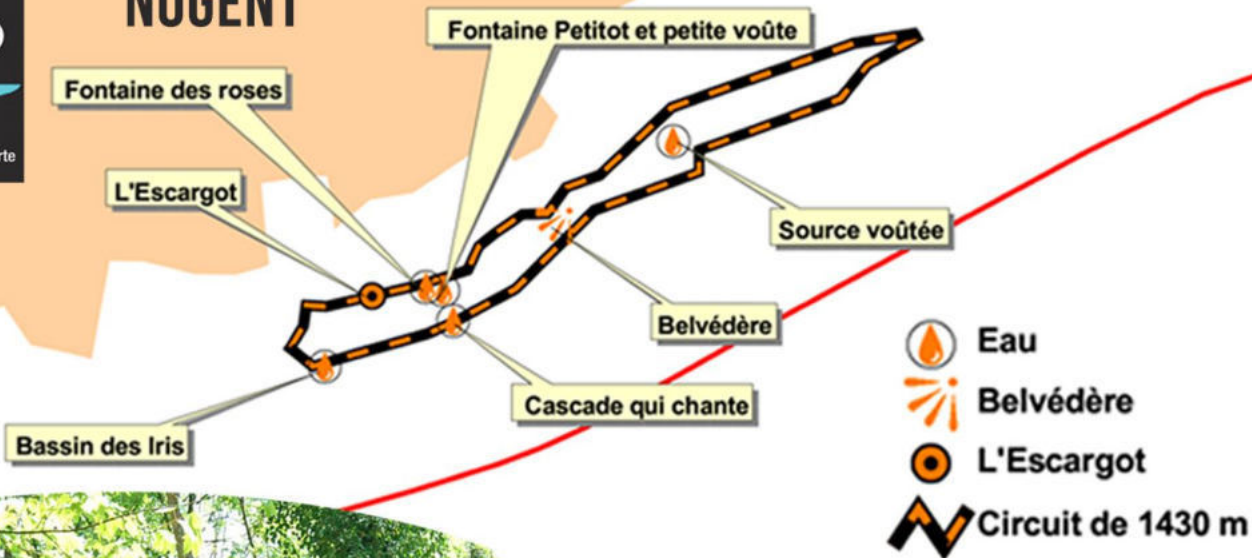 NOGENT
Fontaine Petitot et petite voûte
Fontaine des roses
rte
L'Escargot
Source voûtée
Belvédère
Cascade qui chante
Bassin des Iris
Eau
Belvédère
L'Escargot
Circuit de 1430 m